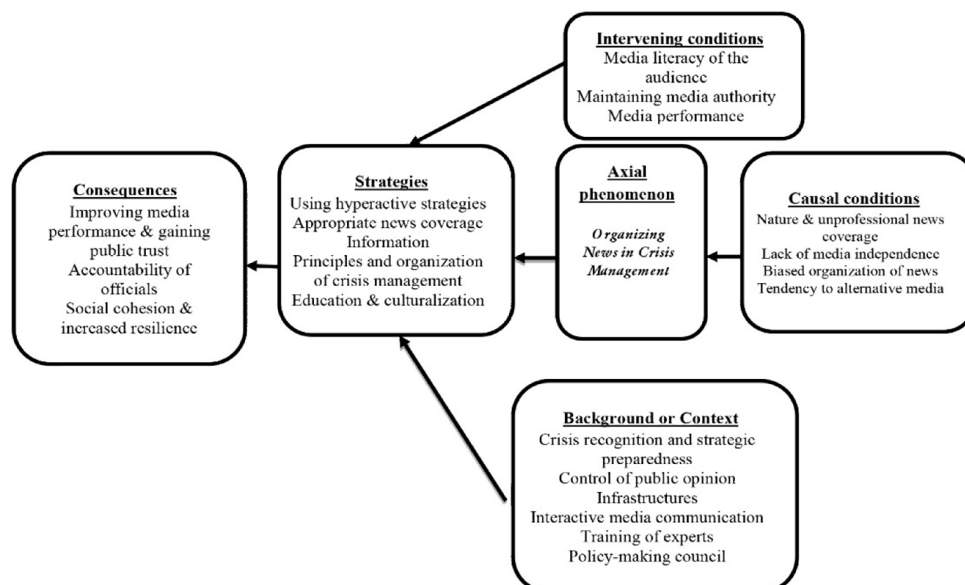 Intervening conditions
Media literacy of the
audience
Maintaining media authority
Media performance
Consequences
Improving media
performance & gaining
public trust
Accountability of
officials
Social cohesion &
increased resilience
Strategies
Using hyperactive strategies
Appropriate news coverage
Information
Principles and organization
of crisis management
Education & culturalization
Axial
phenomenon
Organizing
News in Crisis
Management
Causal conditions
Nature & unprofessional news
coverage
Lack of media independence
Biased organization of news
Tendency to alternative media
Background or Context
Crisis recognition and strategic
preparedness
Control of public opinion
Infrastructures
Interactive media communication
Training of experts
Policy-making council